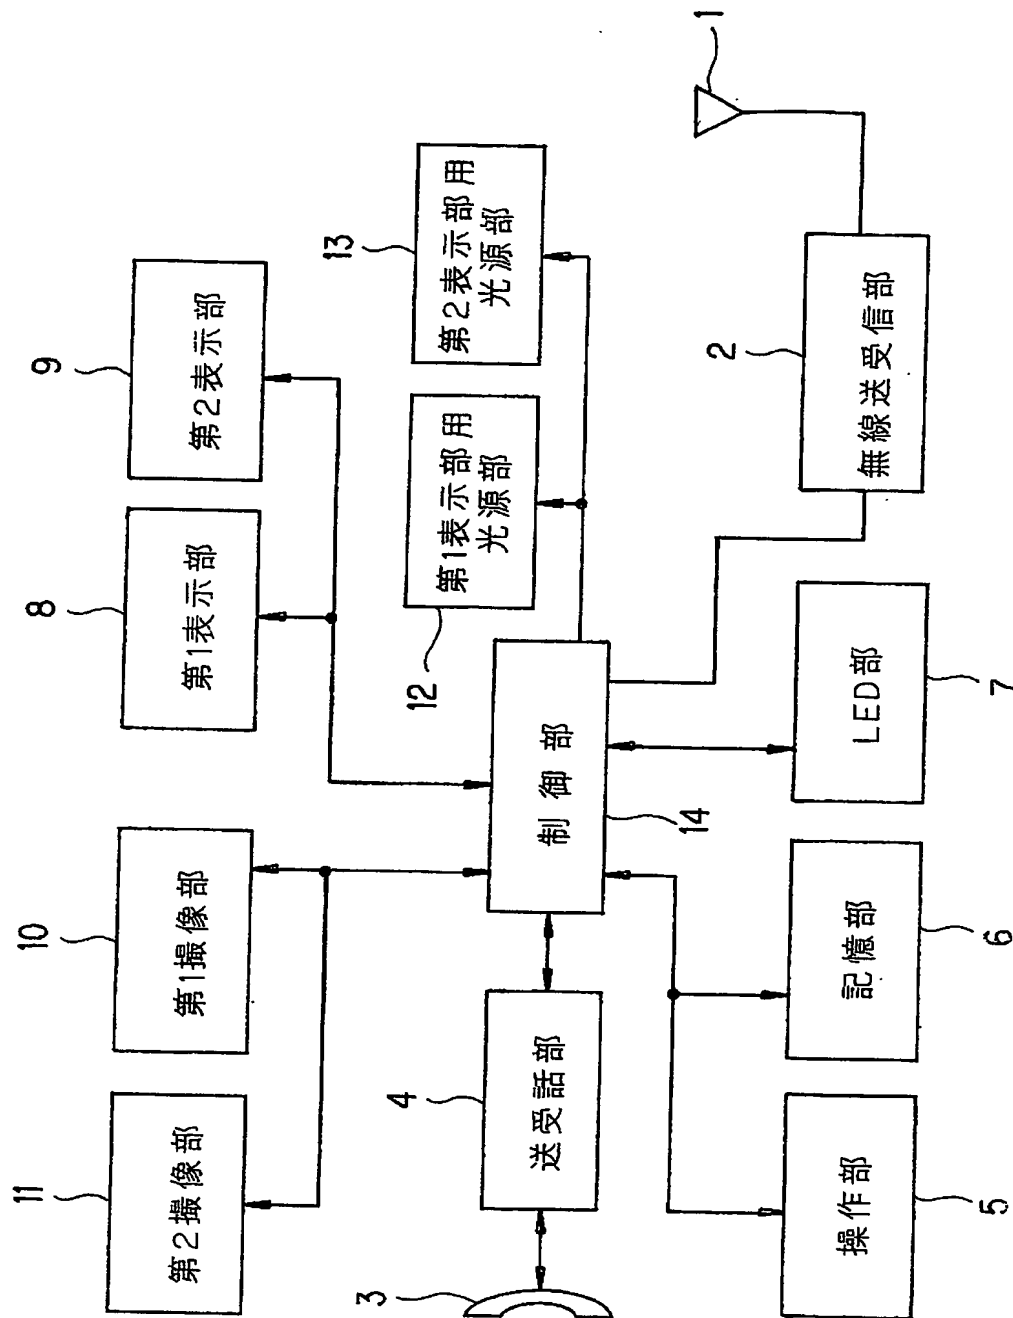 11
第2撮像部
10
第1撮像部
8
第1表示部
9
第2表示部
3
4
送受話部
制御部
14
12
第1表示部用
光源部
13
第2表示部用
光源部
5
操作部
6
記憶部
7
LED部
2
無線送受信部
1